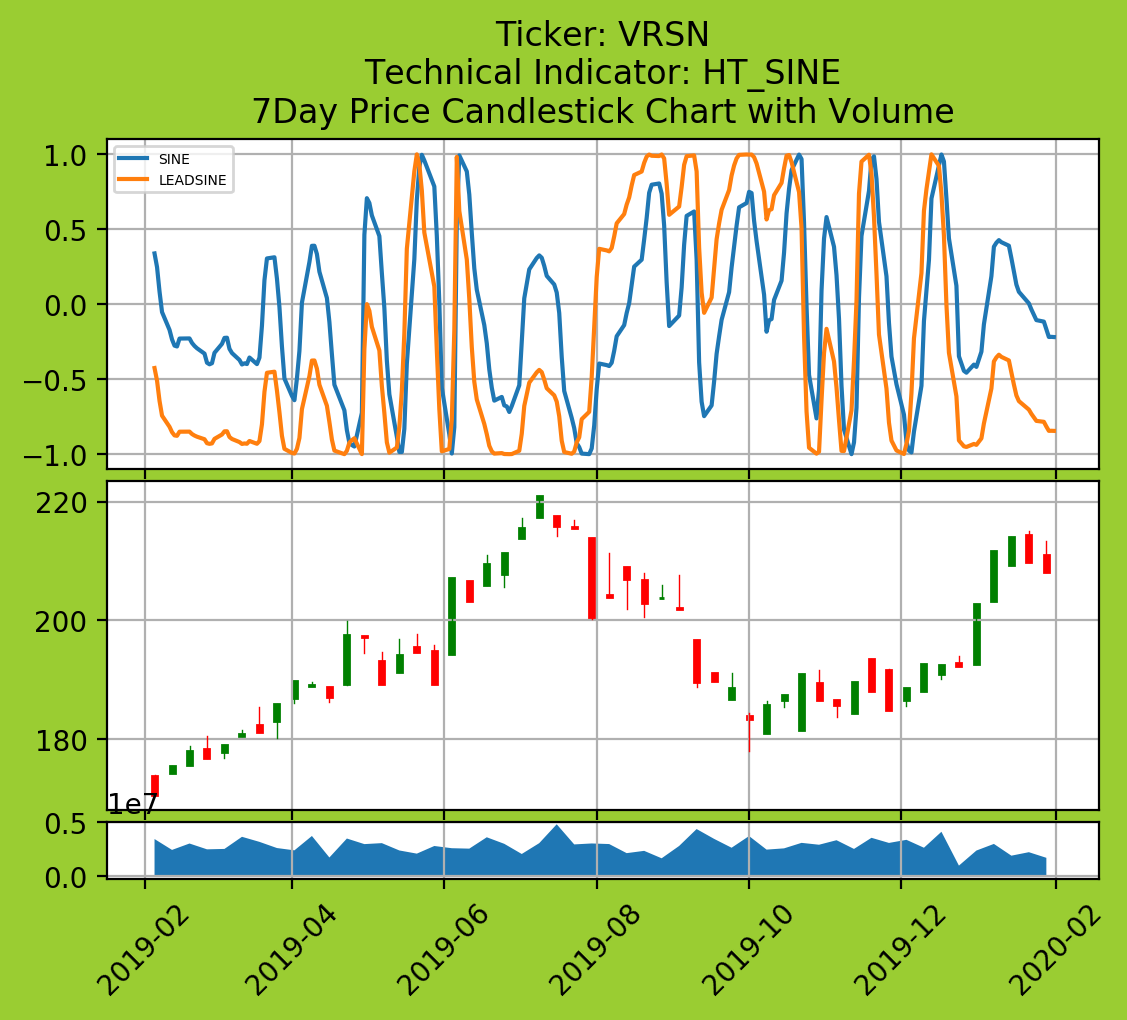 Ticker: VRSN
Technical Indicator: HT_SINE
7Day Price Candlestick Chart with Volume
SINE
LEADSINE
1.0
0.5
0.0
−0.5
−1.0
220
200
180
1e7
0.5
0.0
2019-02
2019-04
2019-06
2019-08
2019-10
2019-12
2020-02